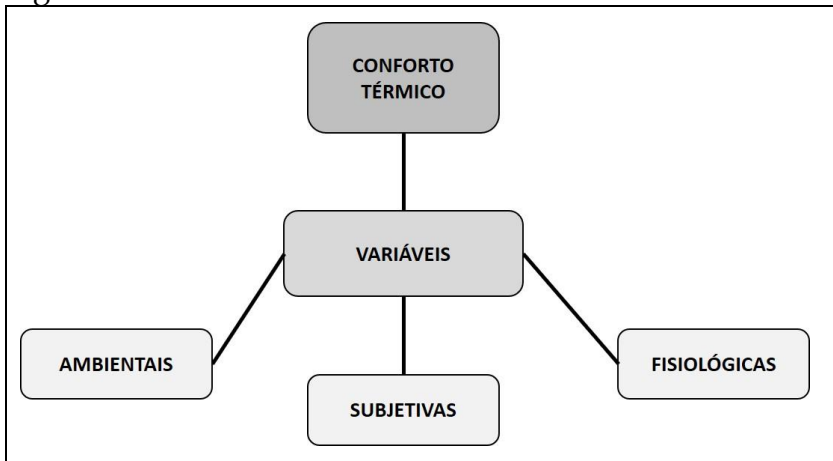 CONFORTO
TÉRMICO
VARIÁVEIS
AMBIENTAIS
FISIOLÓGICAS
SUBJETIVAS